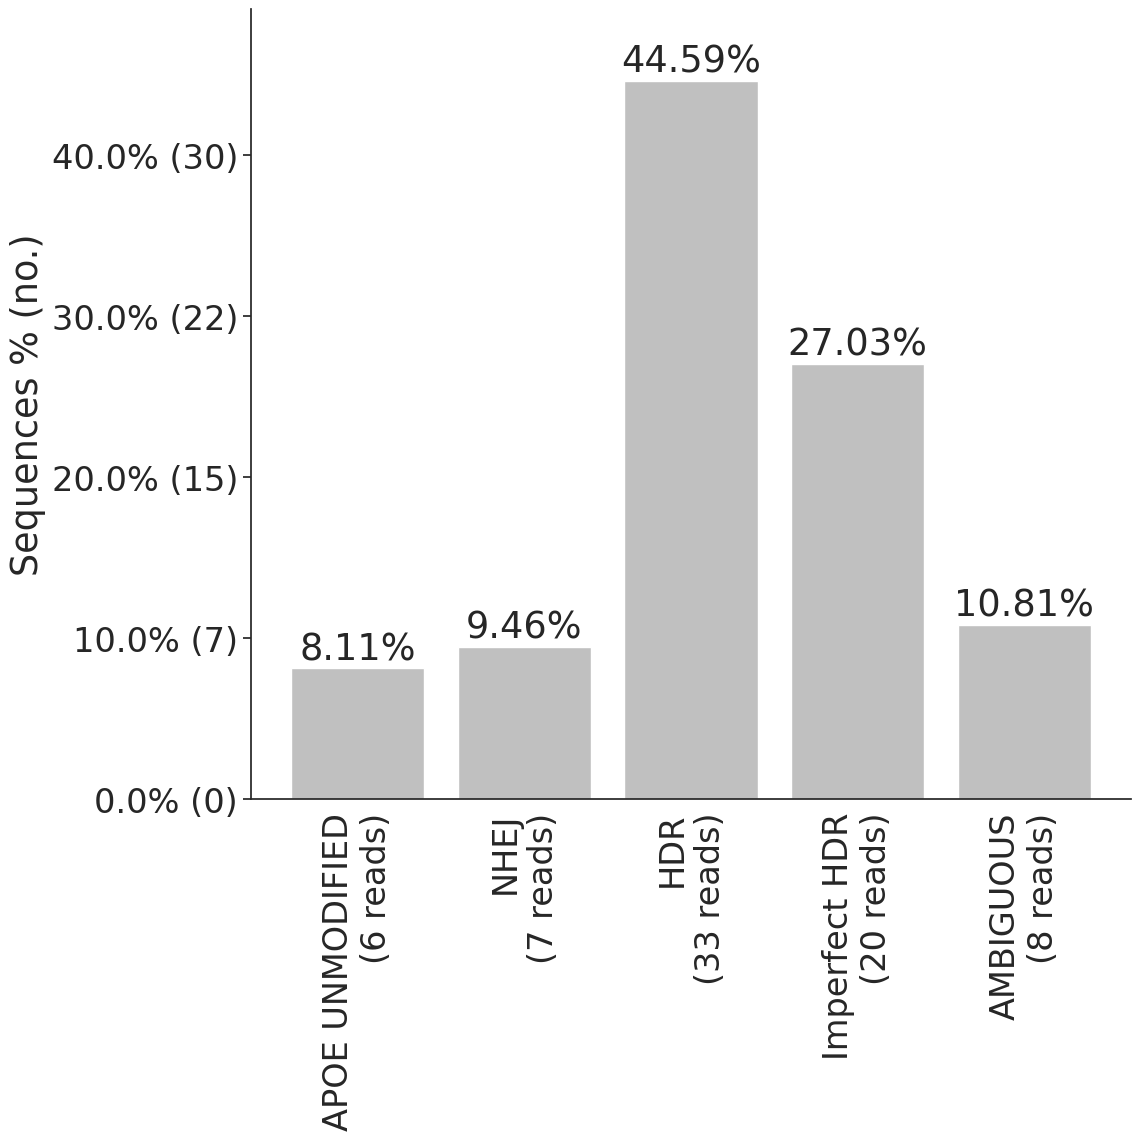 Sequences % (no.)
40.0% (30)
30.0% (22)
20.0% (15)
10.0% (7)
0.0% (0)
8.11%
9.46%
44.59%
27.03%
10.81%
APOE UNMODIFIED
(6 reads)
NHEJ
(7 reads)
HDR
(33 reads)
Imperfect HDR
(20 reads)
AMBIGUOUS
(8 reads)